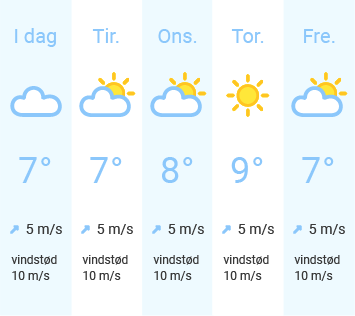 I dag
Tir.
Ons.
Tor.
Fre.
7°
7°
8°
9°
7°
5 m/s
5 m/s
5 m/s
5 m/s
5 m/s
vindstød
vindstød
vindstød
vindstød
vindstød
10 m/s
10 m/s
10 m/s
10 m/s
10 m/s